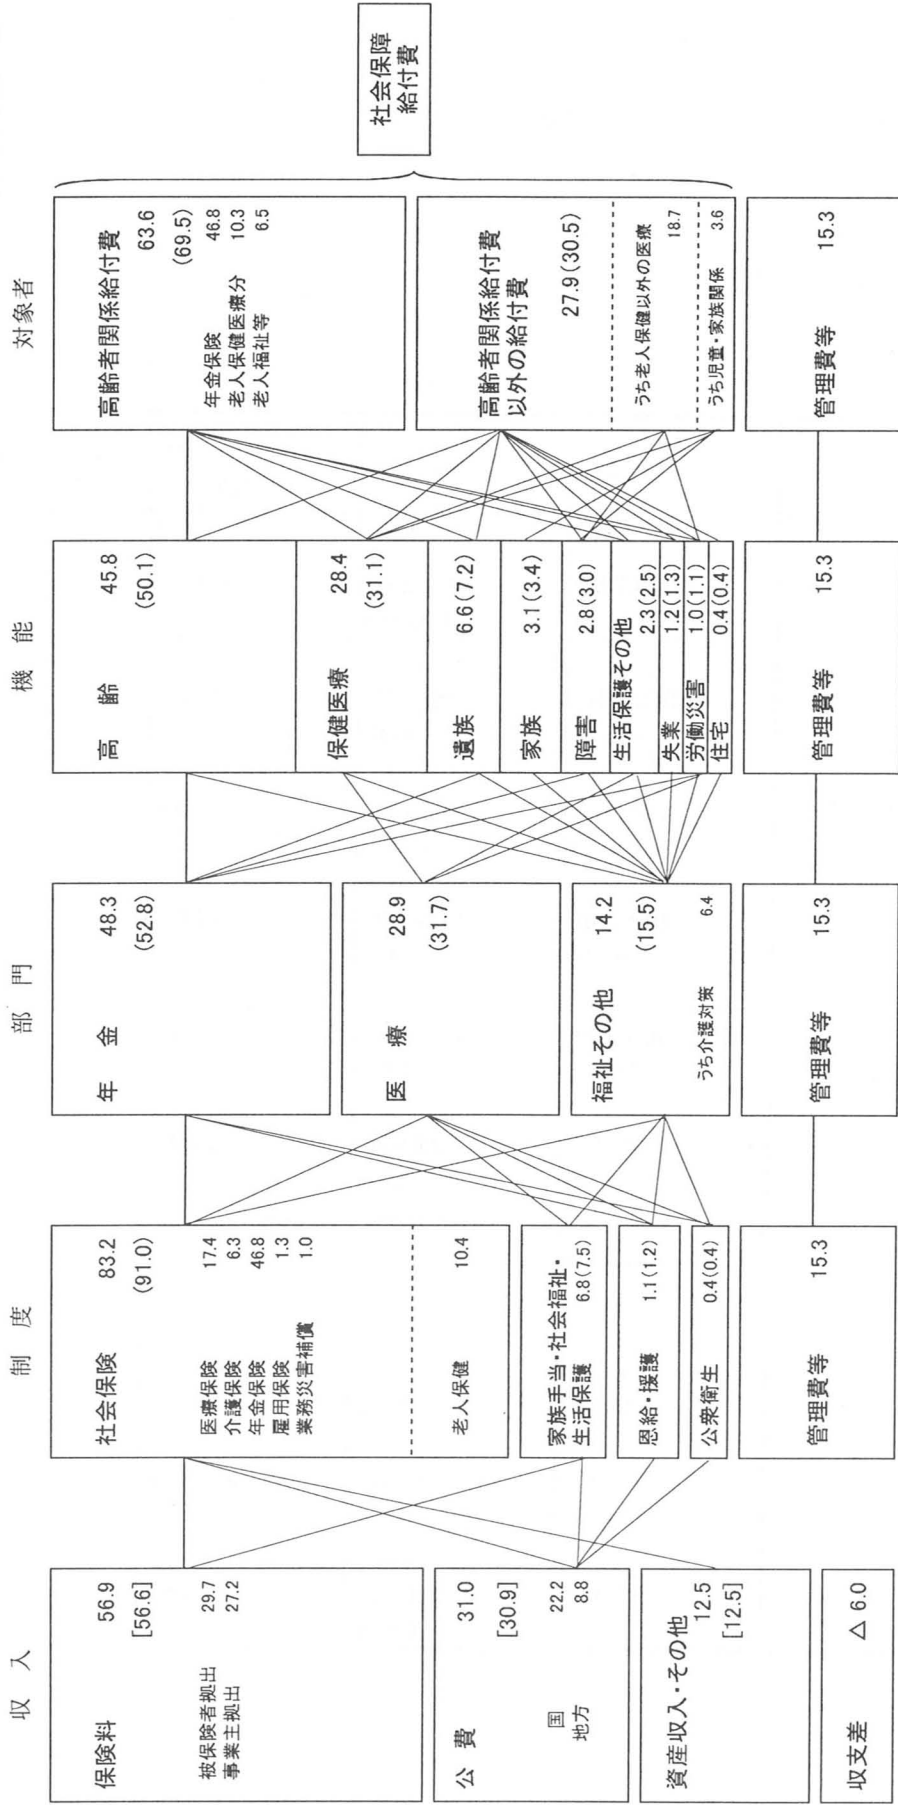 収 入
保険料
56.9
[56.6]
被保険者拠出 29.7
事業主拠出 27.2
公 費
31.0
[30.9]
国 22.2
地方 8.8
資産収入・その他
12.5
[12.5]
収支差 △ 6.0
制 度
社会保険
83.2
(91.0)
医療保険 17.4
介護保険 6.3
年金保険 46.8
雇用保険 1.3
業務災害補償 1.0
老人保健 10.4
家族手当・社会福祉・
生活保護 6.8(7.5)
恩給・援護 1.1(1.2)
公衆衛生 0.4(0.4)
管理費等 15.3
部 門
年 金
48.3
(52.8)
医 療
28.9
(31.7)
福祉その他
14.2
(15.5)
うち介護対策 6.4
管理費等 15.3
機 能
高 齢
45.8
(50.1)
保健医療
28.4
(31.1)
遺族 6.6(7.2)
家族 3.1(3.4)
障害 2.8(3.0)
生活保護その他
2.3(2.5)
失業 1.2(1.3)
労働災害 1.0(1.1)
住宅 0.4(0.4)
管理費等 15.3
対象者
高齢者関係給付費
63.6
(69.5)
年金保険 46.8
老人保健医療分 10.3
老人福祉等 6.5
高齢者関係給付費
以外の給付費
27.9(30.5)
うち老人保健以外の医療
18.7
うち児童・家族関係
3.6
管理費等 15.3
社会保障
給付費